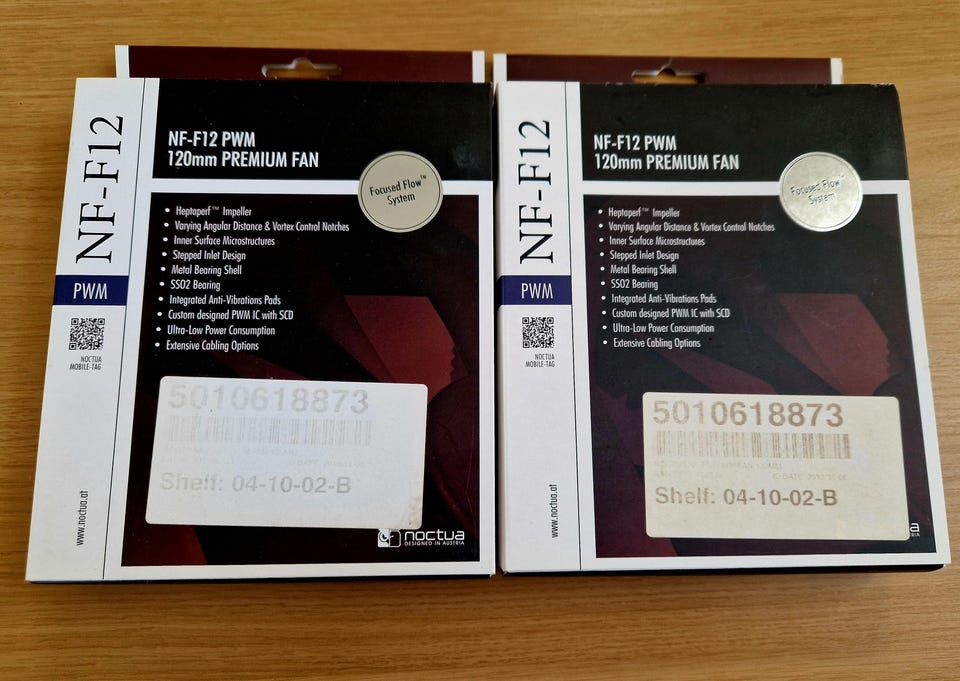 NF-F12
PWM
NOCTUA
MOBILE-TAG
www.noctua.at
NF-F12 PWM
120mm PREMIUM FAN
Focused Flow™
System
• Heptaperf™ Impeller
• Varying Angular Distance & Vortex Control Notches
• Inner Surface Microstructures
• Stepped Inlet Design
• Metal Bearing Shell
• SSO2 Bearing
• Integrated Anti-Vibrations Pads
• Custom designed PWM IC with SCD
• Ultra-Low Power Consumption
• Extensive Cabling Options
5010618873
Shelf: 04-10-02-B
noctua
DESIGNED IN AUSTRIA
NF-F12
PWM
NOCTUA
MOBILE-TAG
www.noctua.at
NF-F12 PWM
120mm PREMIUM FAN
Focused Flow™
System
• Heptaperf™ Impeller
• Varying Angular Distance & Vortex Control Notches
• Inner Surface Microstructures
• Stepped Inlet Design
• Metal Bearing Shell
• SSO2 Bearing
• Integrated Anti-Vibrations Pads
• Custom designed PWM IC with SCD
• Ultra-Low Power Consumption
• Extensive Cabling Options
5010618873
Shelf: 04-10-02-B